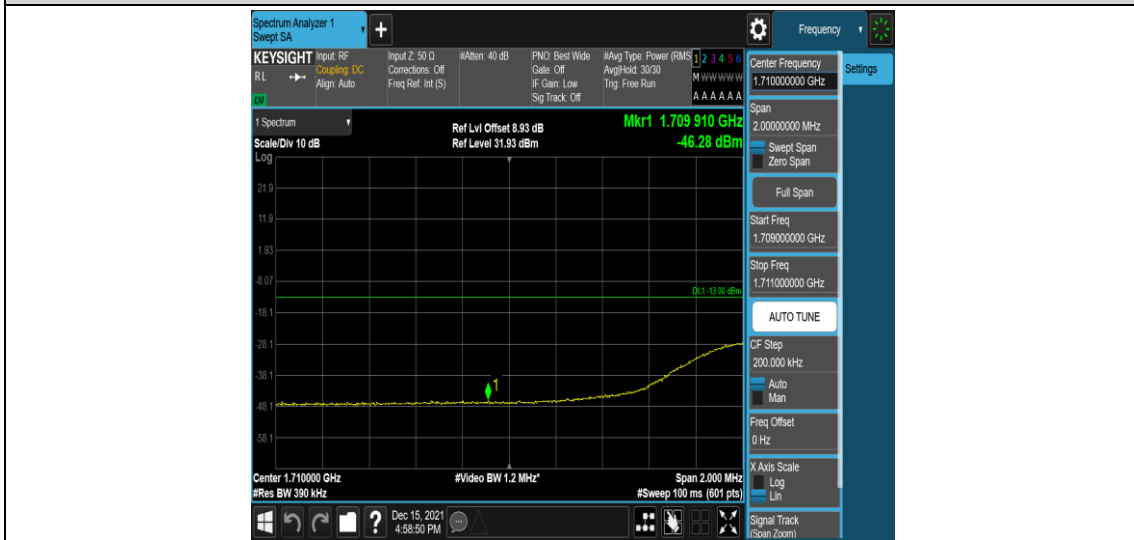 Spectrum Analyzer 1
Swept SA
+
Frequency
KEYSIGHT
RL
LXI
Input: RF
Coupling: DC
Align: Auto
Input Z: 50 Ω
Corrections: Off
Freq Ref: Int (S)
#Atten: 40 dB
PNO: Best Wide
Gate: Off
IF Gain: Low
Sig Track: Off
#Avg Type: Power (RMS
Avg|Hold: 30/30
Trig: Free Run
1 2 3 4 5 6
M W W W W W
A A A A A A
1 Spectrum
Scale/Div 10 dB
Log
Ref Lvl Offset 8.93 dB
Ref Level 31.93 dBm
Mkr1 1.709 910 GHz
-46.28 dBm
21.9
11.9
1.93
-8.07
DL1 -13.00 dBm
-18.1
-28.1
-38.1
1
-48.1
-58.1
Center 1.710000 GHz
#Res BW 390 kHz
#Video BW 1.2 MHz*
Span 2.000 MHz
#Sweep 100 ms (601 pts)
?
Dec 15, 2021
4:58:50 PM
Center Frequency
1.710000000 GHz
Settings
Span
2.00000000 MHz
Swept Span
Zero Span
Full Span
Start Freq
1.709000000 GHz
Stop Freq
1.711000000 GHz
AUTO TUNE
CF Step
200.000 kHz
Auto
Man
Freq Offset
0 Hz
X Axis Scale
Log
Lin
Signal Track
(Span Zoom)